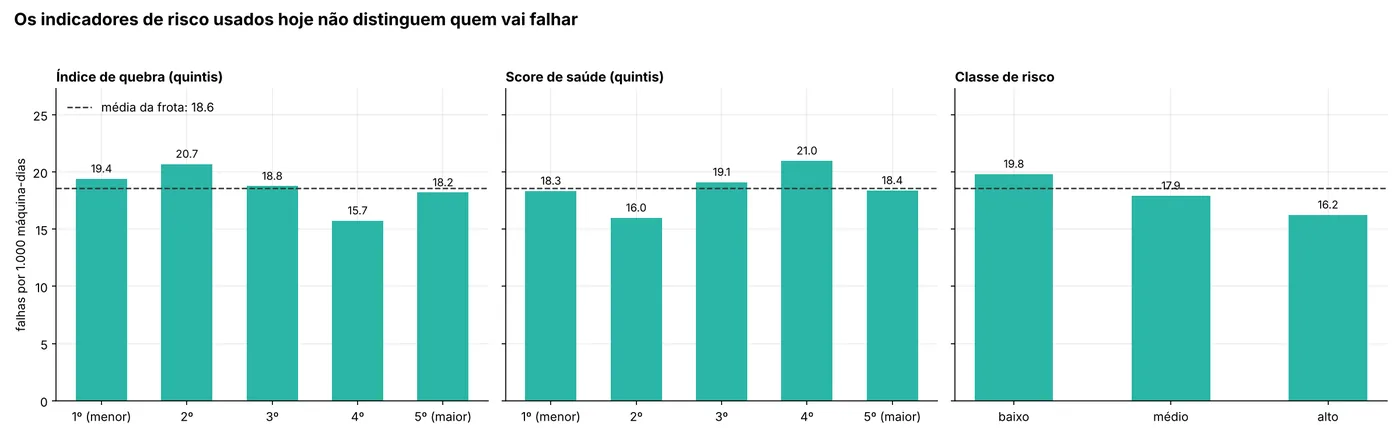 Os indicadores de risco usados hoje não distinguem quem vai falhar
Índice de quebra (quintis)
média da frota: 18.6
falhas por 1.000 máquina-dias
25
20
15
10
5
0
19.4
20.7
18.8
15.7
18.2
1º (menor)
2º
3º
4º
5º (maior)
Score de saúde (quintis)
18.3
16.0
19.1
21.0
18.4
1º (menor)
2º
3º
4º
5º (maior)
Classe de risco
19.8
17.9
16.2
baixo
médio
alto